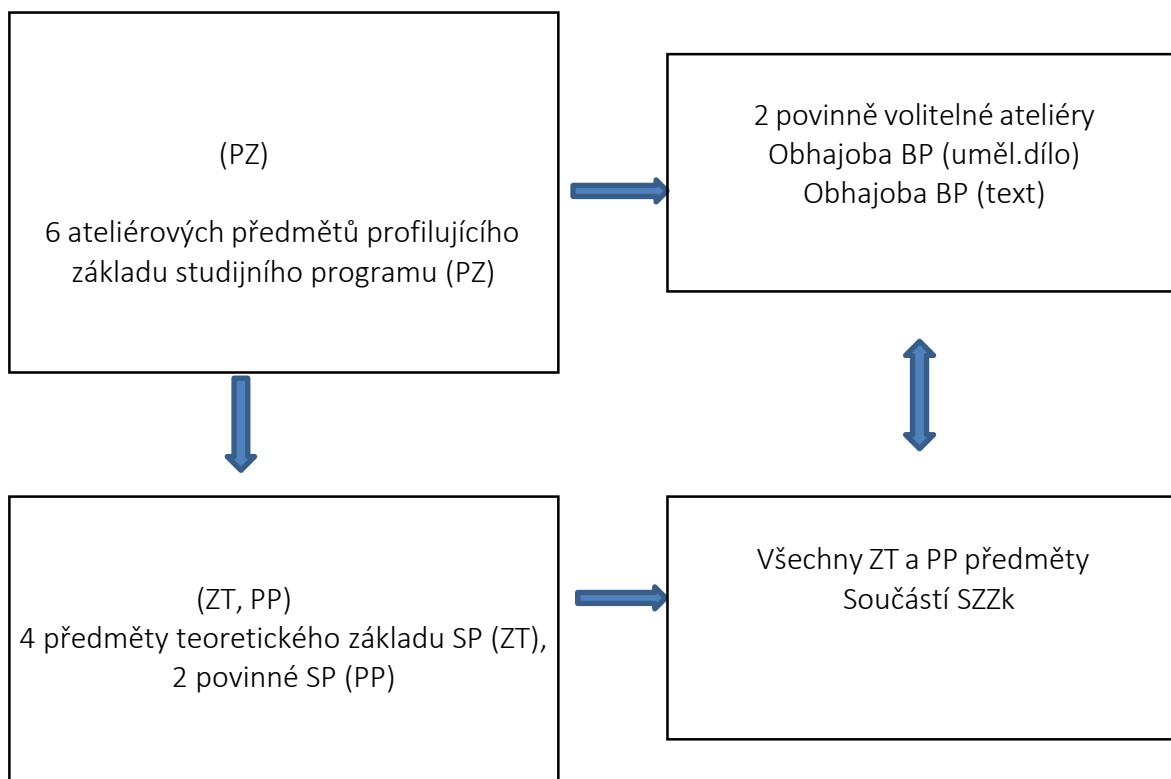 (PZ)
6 ateliérových předmětů profilujícího
základu studijního programu (PZ)
2 povinně volitelné ateliéry
Obhajoba BP (uměl.dílo)
Obhajoba BP (text)
(ZT, PP)
4 předměty teoretického základu SP (ZT),
2 povinné SP (PP)
Všechny ZT a PP předměty
Součástí SZZk